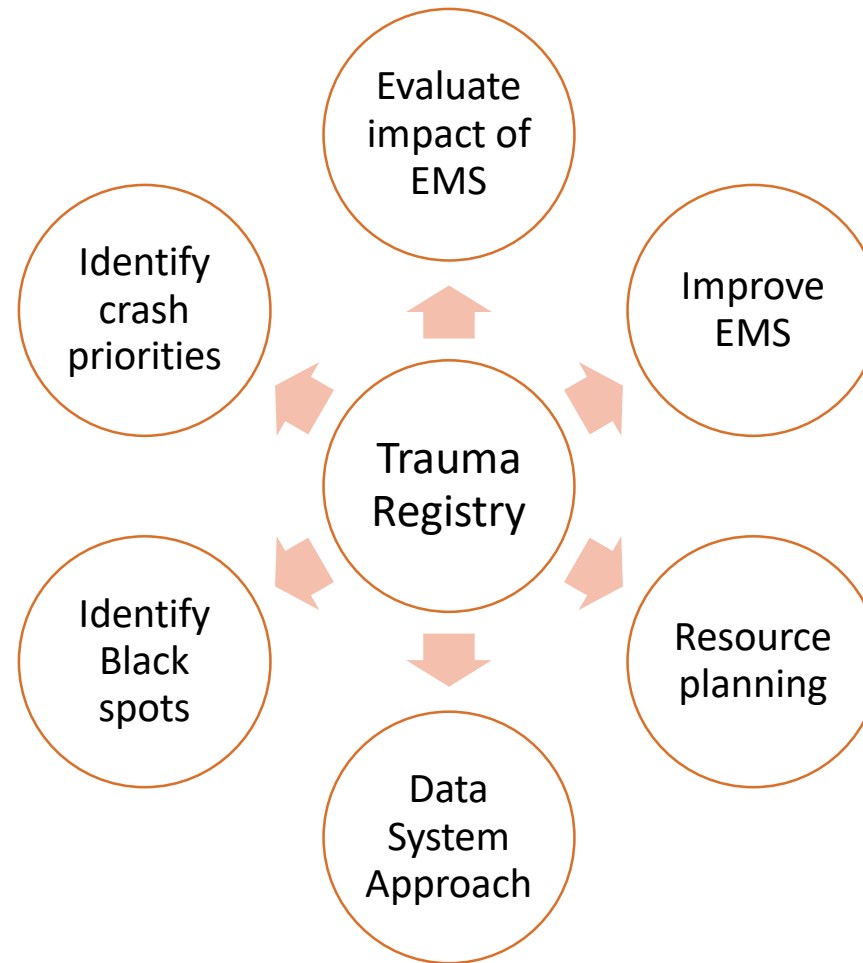 Evaluate
impact of
EMS
Improve
EMS
Resource
planning
Data
System
Approach
Identify
Black
spots
Identify
crash
priorities
Trauma
Registry